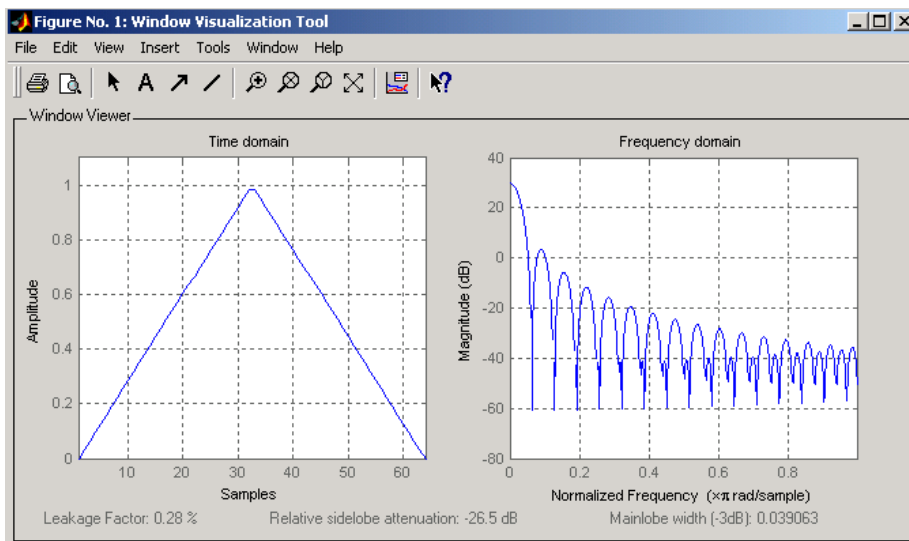 Figure No. 1: Window Visualization Tool
File Edit View Insert Tools Window Help
A
Window Viewer
Time domain
Amplitude
1
0.8
0.6
0.4
0.2
0
10 20 30 40 50 60
Samples
Frequency domain
Magnitude (dB)
40
20
0
-20
-40
-60
-80
0 0.2 0.4 0.6 0.8
Normalized Frequency (×π rad/sample)
Leakage Factor: 0.28 % Relative sidelobe attenuation: -26.5 dB Mainlobe width (-3dB): 0.039063